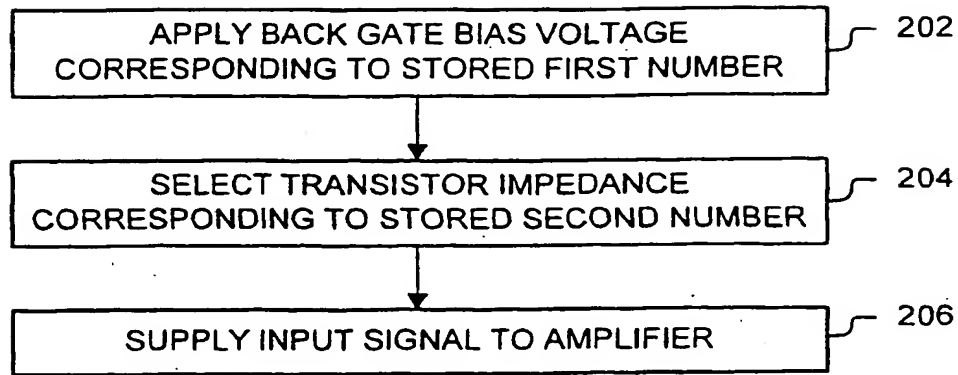 APPLY BACK GATE BIAS VOLTAGE
CORRESPONDING TO STORED FIRST NUMBER
202
SELECT TRANSISTOR IMPEDANCE
CORRESPONDING TO STORED SECOND NUMBER
204
SUPPLY INPUT SIGNAL TO AMPLIFIER
206